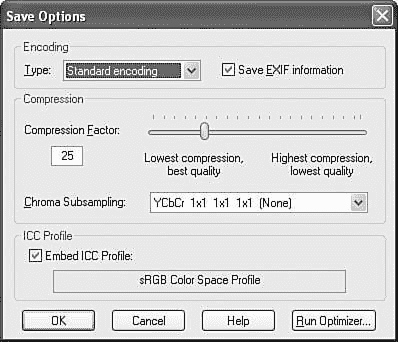 Save Options
Encoding
Type: Standard encoding
Save EXIF information
Compression
Compression Factor:
25
Lowest compression,
best quality
Highest compression,
lowest quality
Chroma Subsampling: YCbCr 1x1 1x1 1x1 (None)
ICC Profile
Embed ICC Profile:
sRGB Color Space Profile
OK Cancel Help Run Optimizer...